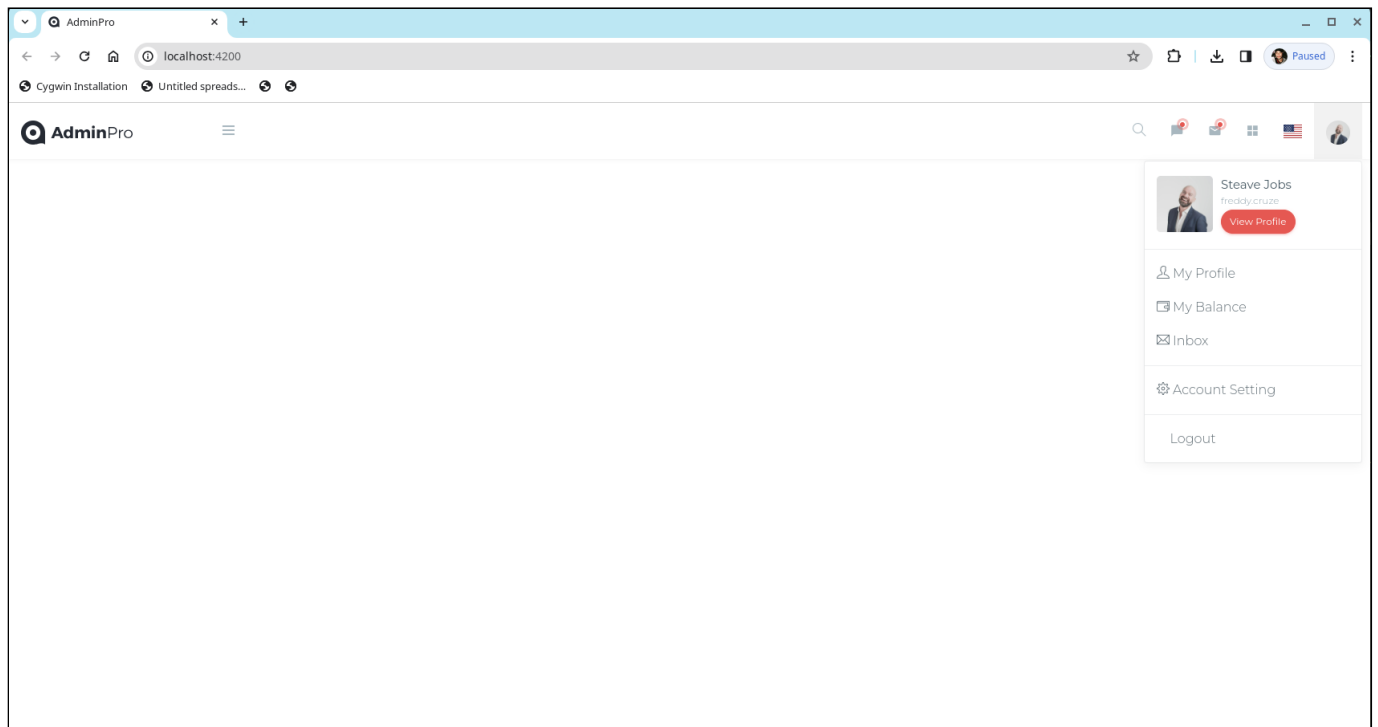 AdminPro
localhost:4200
Paused
Cygwin Installation Untitled spreads...
AdminPro
Steave Jobs
freddy.cruze
View Profile
My Profile
My Balance
Inbox
Account Setting
Logout